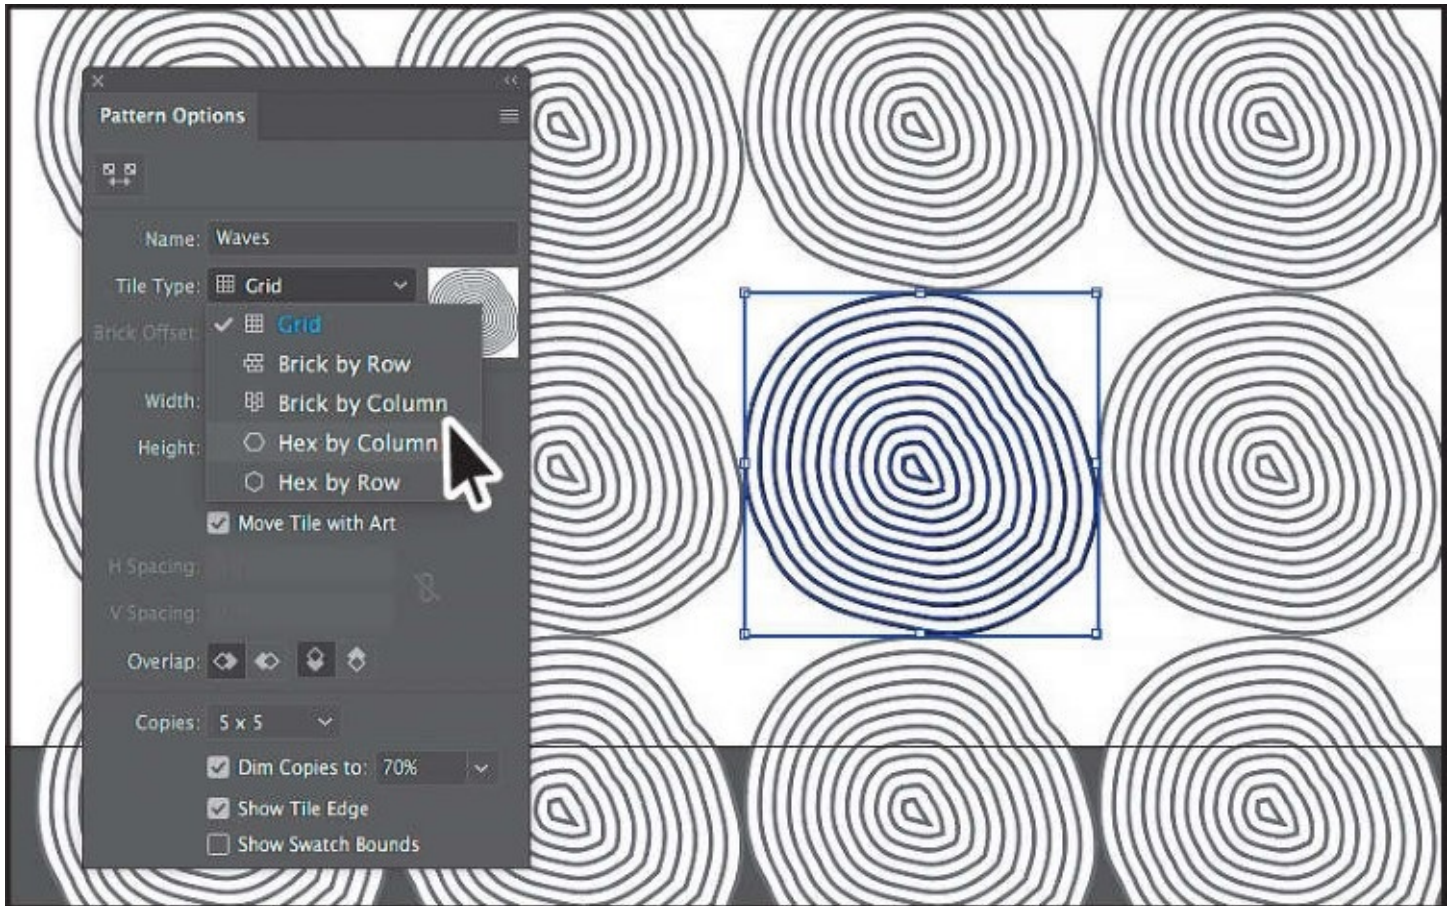 Pattern Options
Name: Waves
Tile Type: Grid
Brick Offset:
Grid
Brick by Row
Brick by Column
Width:
Height:
Hex by Column
Hex by Row
Move Tile with Art
H Spacing:
V Spacing:
Overlap:
Copies: 5 x 5
Dim Copies to: 70%
Show Tile Edge
Show Swatch Bounds